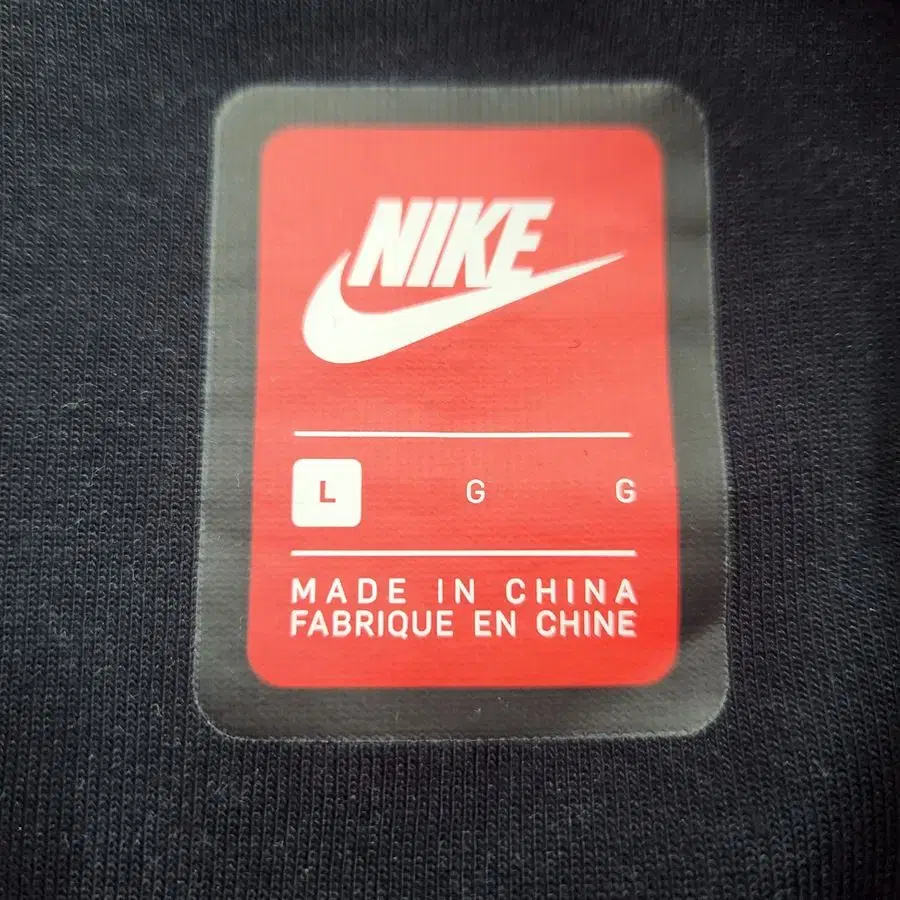 NIKE
L G G
MADE IN CHINA
FABRIQUE EN CHINE